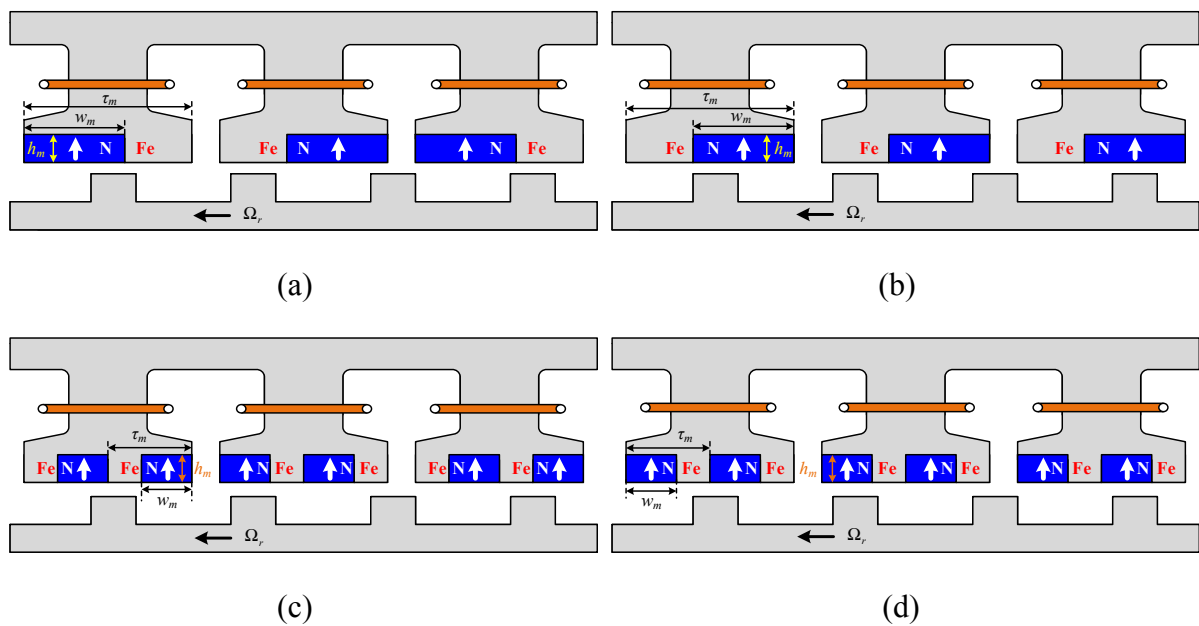 τm τm
wm wm
hm N Fe Fe N N Fe Fe N hm Fe N Fe N
Ωr Ωr
(a) (b)
τm τm
Fe N Fe N hm N Fe N Fe Fe N Fe N N Fe N Fe hm N Fe N Fe N Fe N Fe
wm wm
Ωr Ωr
(c) (d)